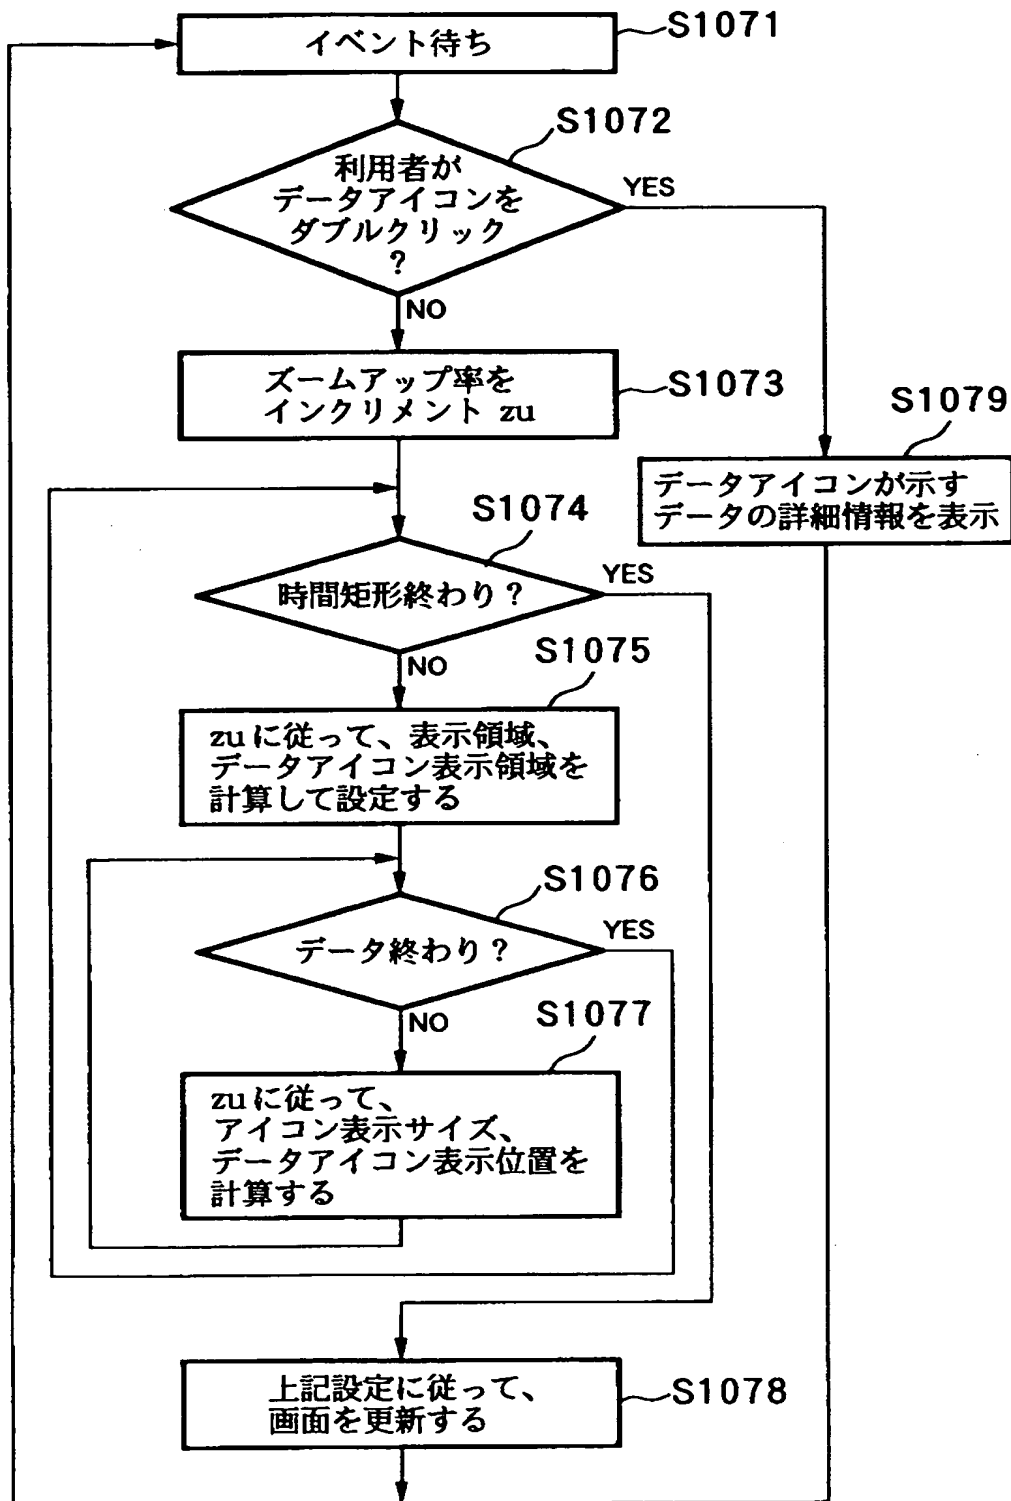 イベント待ち
S1071
S1072
利用者が
データアイコンを
ダブルクリック
?
YES
NO
ズームアップ率を
インクリメント zu
S1073
S1079
データアイコンが示す
データの詳細情報を表示
S1074
時間矩形終わり?
YES
NO
S1075
zuに従って、表示領域、
データアイコン表示領域を
計算して設定する
S1076
データ終わり?
YES
NO
S1077
zuに従って、
アイコン表示サイズ、
データアイコン表示位置を
計算する
上記設定に従って、
画面を更新する
S1078